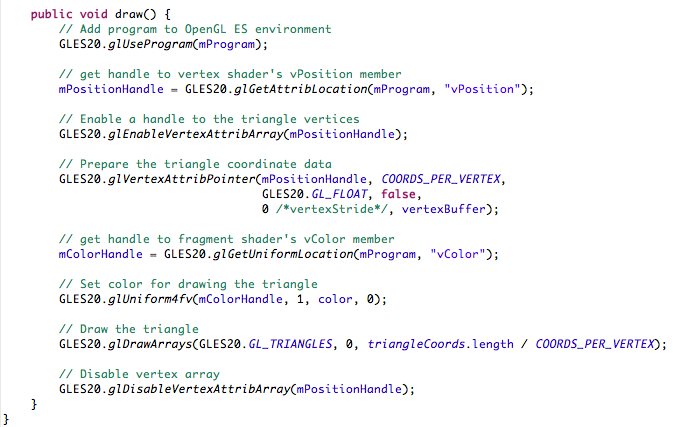 public void draw() {
// Add program to OpenGL ES environment
GLES20.glUseProgram(mProgram);
// get handle to vertex shader's vPosition member
mPositionHandle = GLES20.glGetAttribLocation(mProgram, "vPosition");
// Enable a handle to the triangle vertices
GLES20.glEnableVertexAttribArray(mPositionHandle);
// Prepare the triangle coordinate data
GLES20.glVertexAttribPointer(mPositionHandle, COORDS_PER_VERTEX,
GLES20.GL_FLOAT, false,
0 /*vertexStride*/, vertexBuffer);
// get handle to fragment shader's vColor member
mColorHandle = GLES20.glGetUniformLocation(mProgram, "vColor");
// Set color for drawing the triangle
GLES20.glUniform4fv(mColorHandle, 1, color, 0);
// Draw the triangle
GLES20.glDrawArrays(GLES20.GL_TRIANGLES, 0, triangleCoords.length / COORDS_PER_VERTEX);
// Disable vertex array
GLES20.glDisableVertexAttribArray(mPositionHandle);
}
}